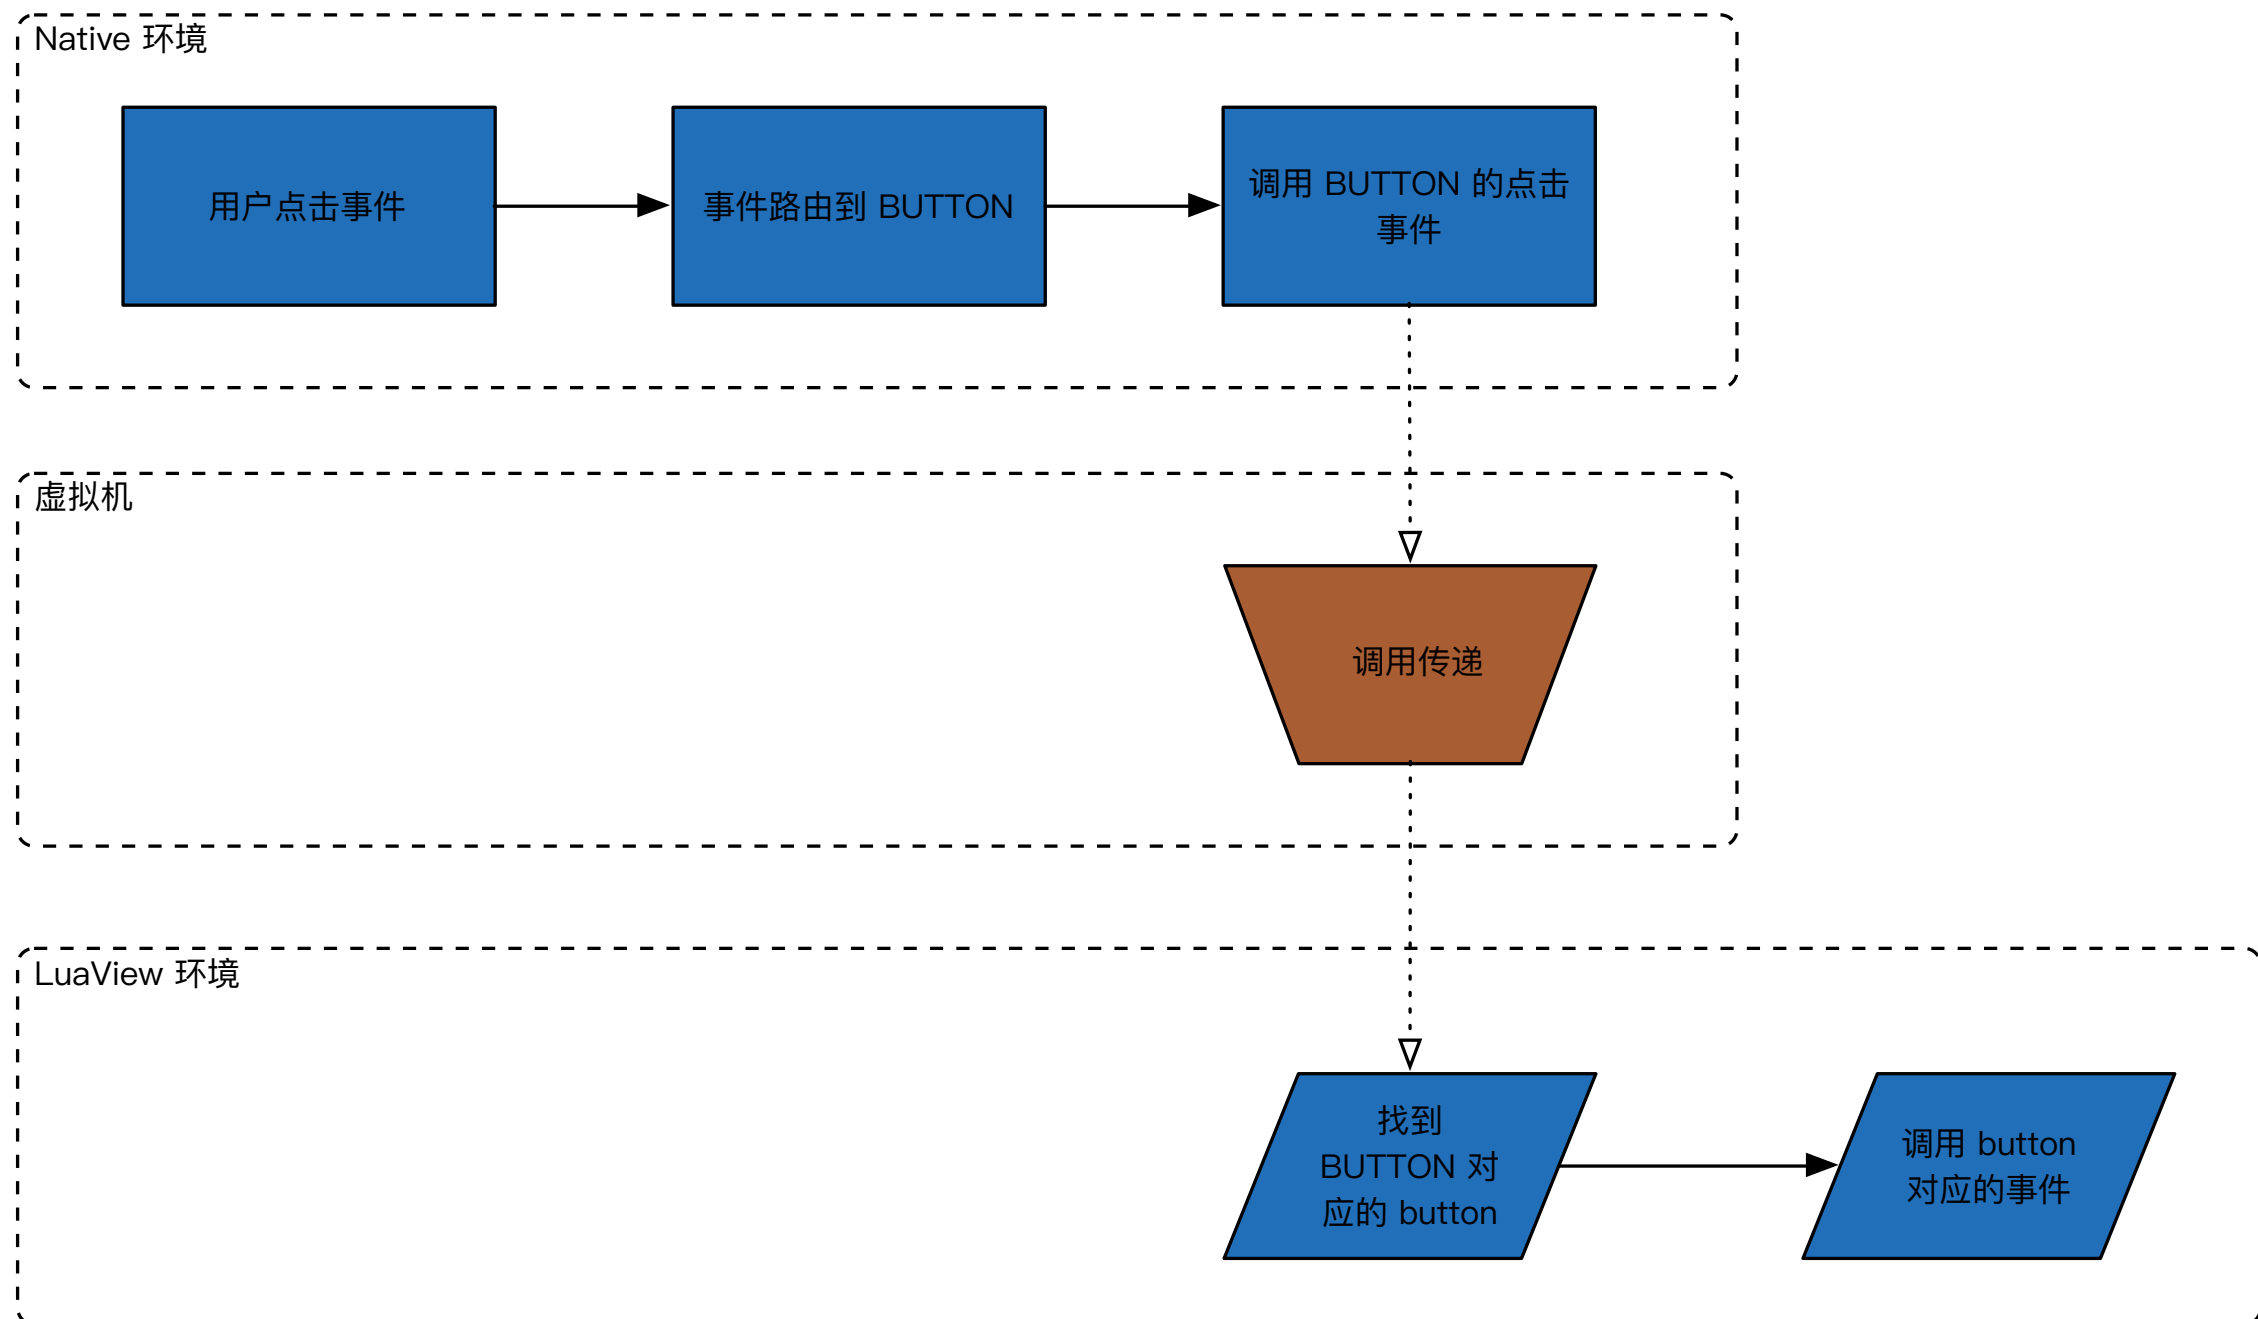 Native 环境
用户点击事件
事件路由到 BUTTON
调用 BUTTON 的点击
事件
虚拟机
调用传递
LuaView 环境
找到
BUTTON 对
应的 button
调用 button
对应的事件